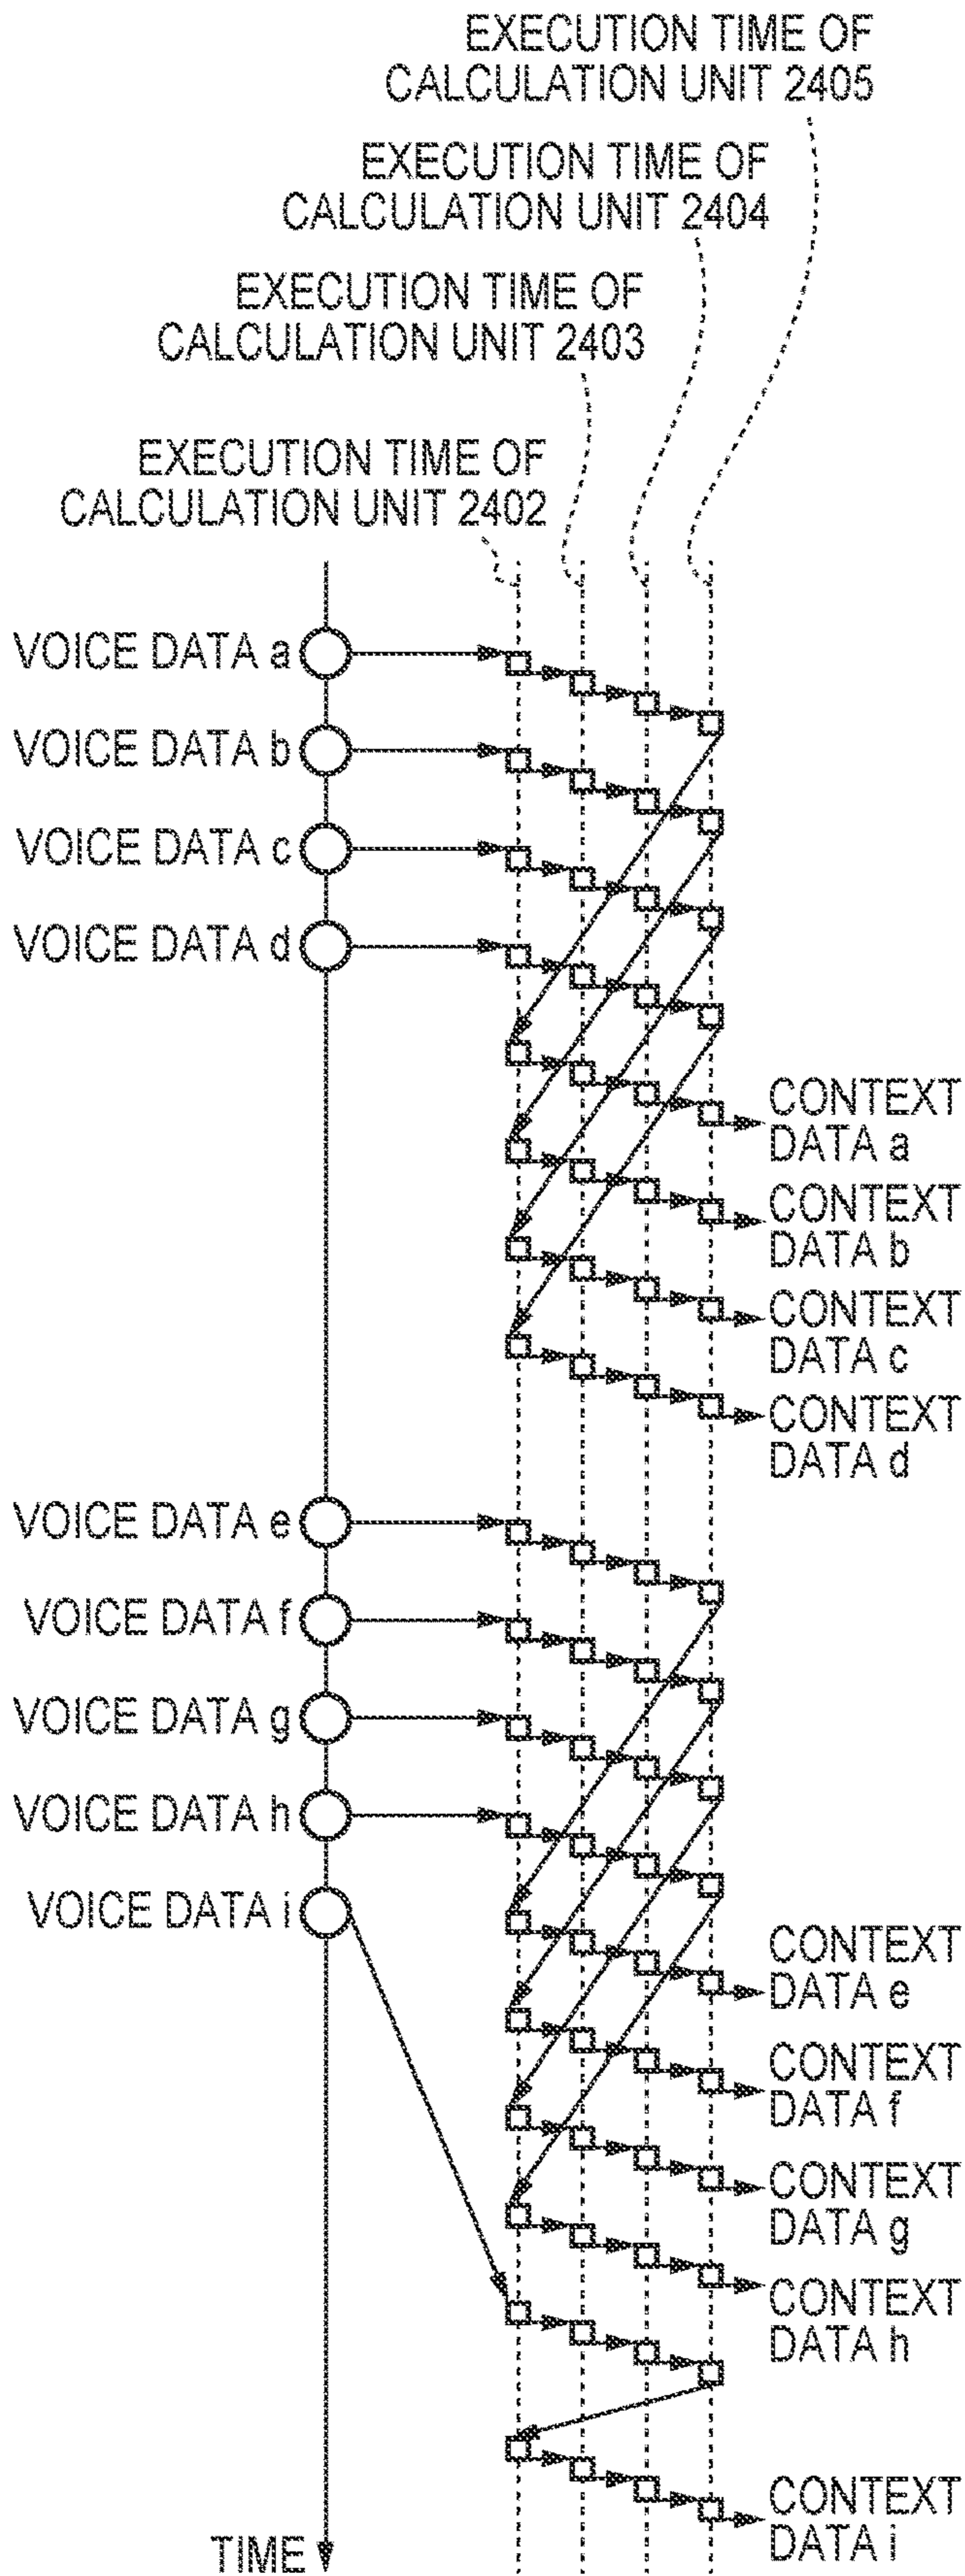 EXECUTION TIME OF
CALCULATION UNIT 2405
EXECUTION TIME OF
CALCULATION UNIT 2404
EXECUTION TIME OF
CALCULATION UNIT 2403
EXECUTION TIME OF
CALCULATION UNIT 2402
VOICE DATA a
VOICE DATA b
VOICE DATA c
VOICE DATA d
CONTEXT
DATA a
CONTEXT
DATA b
CONTEXT
DATA c
CONTEXT
DATA d
VOICE DATA e
VOICE DATA f
VOICE DATA g
VOICE DATA h
VOICE DATA i
CONTEXT
DATA e
CONTEXT
DATA f
CONTEXT
DATA g
CONTEXT
DATA h
CONTEXT
DATA i
TIME